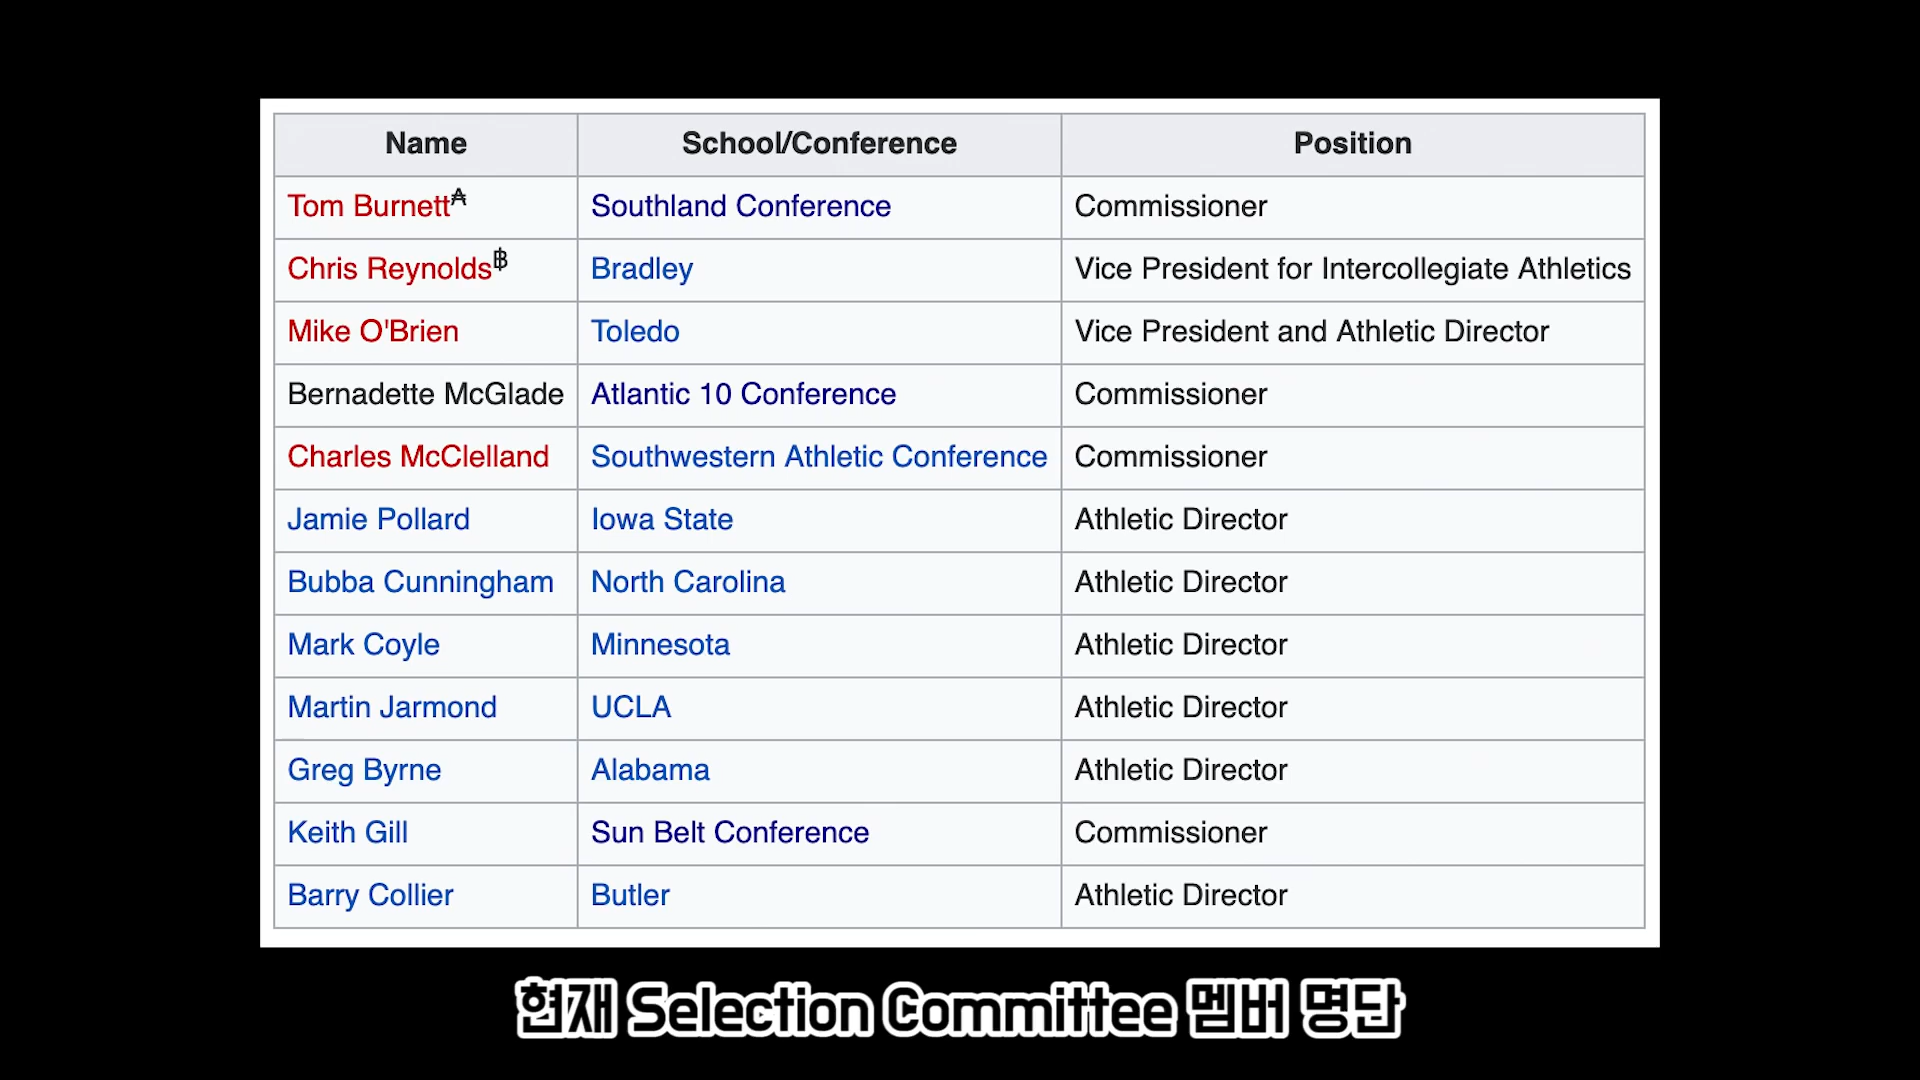 Name School/Conference Position
Tom Burnett₳ Southland Conference Commissioner
Chris Reynolds฿ Bradley Vice President for Intercollegiate Athletics
Mike O'Brien Toledo Vice President and Athletic Director
Bernadette McGlade Atlantic 10 Conference Commissioner
Charles McClelland Southwestern Athletic Conference Commissioner
Jamie Pollard Iowa State Athletic Director
Bubba Cunningham North Carolina Athletic Director
Mark Coyle Minnesota Athletic Director
Martin Jarmond UCLA Athletic Director
Greg Byrne Alabama Athletic Director
Keith Gill Sun Belt Conference Commissioner
Barry Collier Butler Athletic Director
현재 Selection Committee 멤버 명단